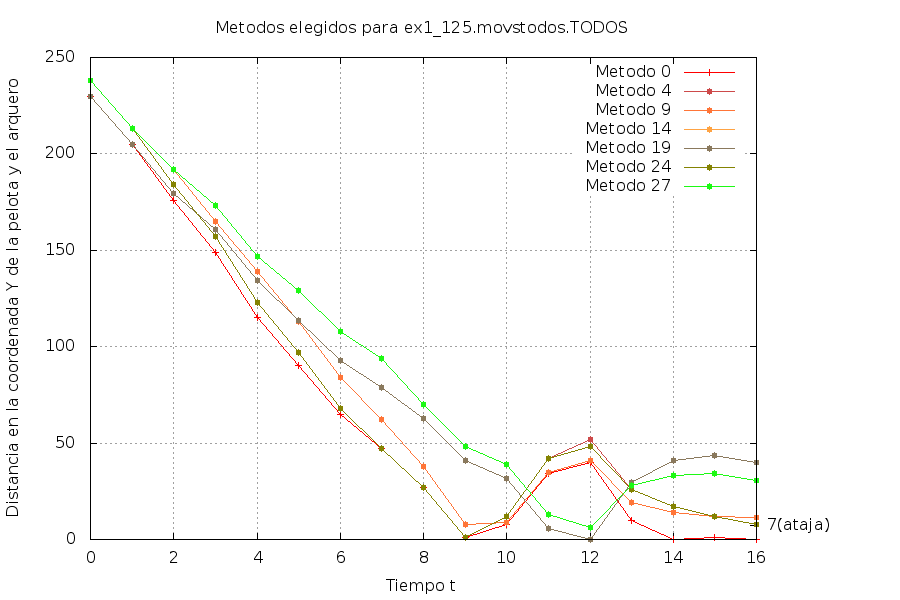 Metodos elegidos para ex1_125.movstodos.TODOS
Distancia en la coordenada Y de la pelota y el arquero
250
200
150
100
50
0
Metodo 0
Metodo 4
Metodo 9
Metodo 14
Metodo 19
Metodo 24
Metodo 27
7(ataja)
0 2 4 6 8 10 12 14 16
Tiempo t